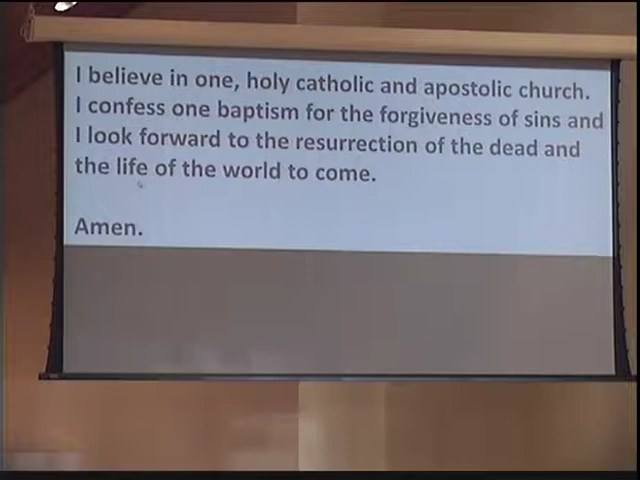 I believe in one, holy catholic and apostolic church.
I confess one baptism for the forgiveness of sins and
I look forward to the resurrection of the dead and
the life of the world to come.
Amen.